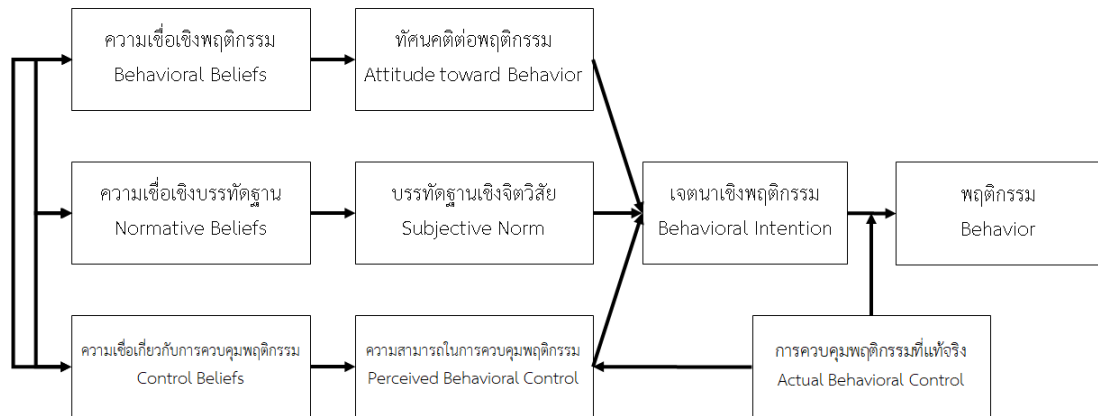 ความเชื่อเชิงพฤติกรรม
Behavioral Beliefs
ทัศนคติต่อพฤติกรรม
Attitude toward Behavior
ความเชื่อเชิงบรรทัดฐาน
Normative Beliefs
บรรทัดฐานเชิงจิตวิสัย
Subjective Norm
เจตนาเชิงพฤติกรรม
Behavioral Intention
พฤติกรรม
Behavior
ความเชื่อเกี่ยวกับการควบคุมพฤติกรรม
Control Beliefs
ความสามารถในการควบคุมพฤติกรรม
Perceived Behavioral Control
การควบคุมพฤติกรรมที่แท้จริง
Actual Behavioral Control